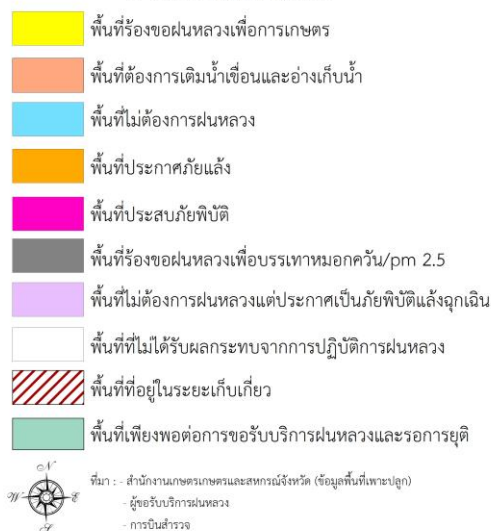 พื้นที่ร้องขอฝนหลวงเพื่อการเกษตร
พื้นที่ต้องการเติมน้ำเขื่อนและอ่างเก็บน้ำ
พื้นที่ไม่ต้องการฝนหลวง
พื้นที่ประกาศภัยแล้ง
พื้นที่ประสบภัยพิบัติ
พื้นที่ร้องขอฝนหลวงเพื่อบรรเทาหมอกควัน/pm 2.5
พื้นที่ไม่ต้องการฝนหลวงแต่ประกาศเป็นภัยพิบัติแล้งฉุกเฉิน
พื้นที่ที่ไม่ได้รับผลกระทบจากการปฏิบัติการฝนหลวง
พื้นที่ที่อยู่ในระยะเก็บเกี่ยว
พื้นที่เพียงพอต่อการขอรับบริการฝนหลวงและรอการยุติ
N
W E
S
ที่มา : - สำนักงานเกษตรเกษตรและสหกรณ์จังหวัด (ข้อมูลพื้นที่เพาะปลูก)
- ผู้ขอรับบริการฝนหลวง
- การบินสำรวจ